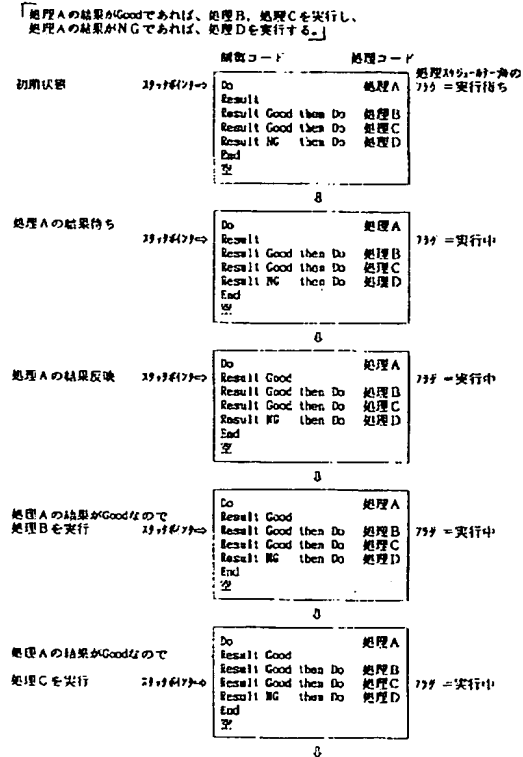 「処理Aの結果がGoodであれば、処理B、処理Cを実行し、
処理Aの結果がNGであれば、処理Dを実行する。」
制御コード 処理コード
処理スケジューラー毎の
初期状態 スタックポインタ⇒ Do 処理A フラグ =実行待ち
Result
Result Good then Do 処理B
Result Good then Do 処理C
Result NG then Do 処理D
End
空
⇩
処理Aの結果待ち
Do 処理A
スタックポインタ⇒ Result フラグ =実行中
Result Good then Do 処理B
Result Good then Do 処理C
Result NG then Do 処理D
End
空
⇩
Do 処理A
処理Aの結果反映 スタックポインタ⇒ Result Good フラグ =実行中
Result Good then Do 処理B
Result Good then Do 処理C
Result NG then Do 処理D
End
空
⇩
Do 処理A
処理Aの結果がGoodなので Result Good
処理Bを実行 スタックポインタ⇒ Result Good then Do 処理B フラグ =実行中
Result Good then Do 処理C
Result NG then Do 処理D
End
空
⇩
Do 処理A
処理Aの結果がGoodなので Result Good
Result Good then Do 処理B
処理Cを実行 スタックポインタ⇒ Result Good then Do 処理C フラグ =実行中
Result NG then Do 処理D
End
空
⇩